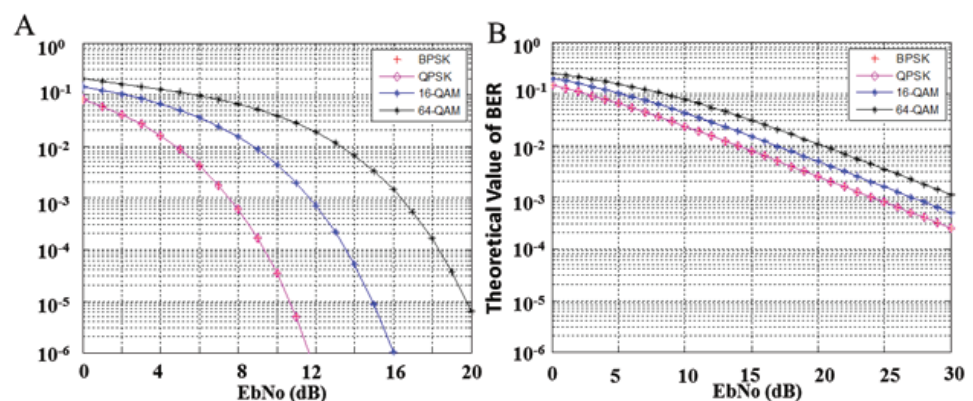 A
10^0
10^-1
10^-2
10^-3
10^-4
10^-5
10^-6
0 4 8 12 16 20
EbNo (dB)
BPSK
QPSK
16-QAM
64-QAM
B
Theoretical Value of BER
10^0
10^-1
10^-2
10^-3
10^-4
10^-5
10^-6
0 5 10 15 20 25 30
EbNo (dB)
BPSK
QPSK
16-QAM
64-QAM